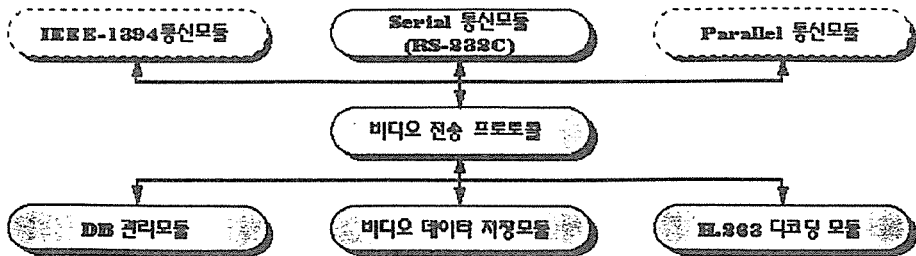 IEEE-1394통신모듈
Serial 통신모듈
(RS-232C)
Parallel 통신모듈
비디오 전송 프로토콜
DB 관리모듈
비디오 데이터 저장모듈
H.263 디코딩 모듈